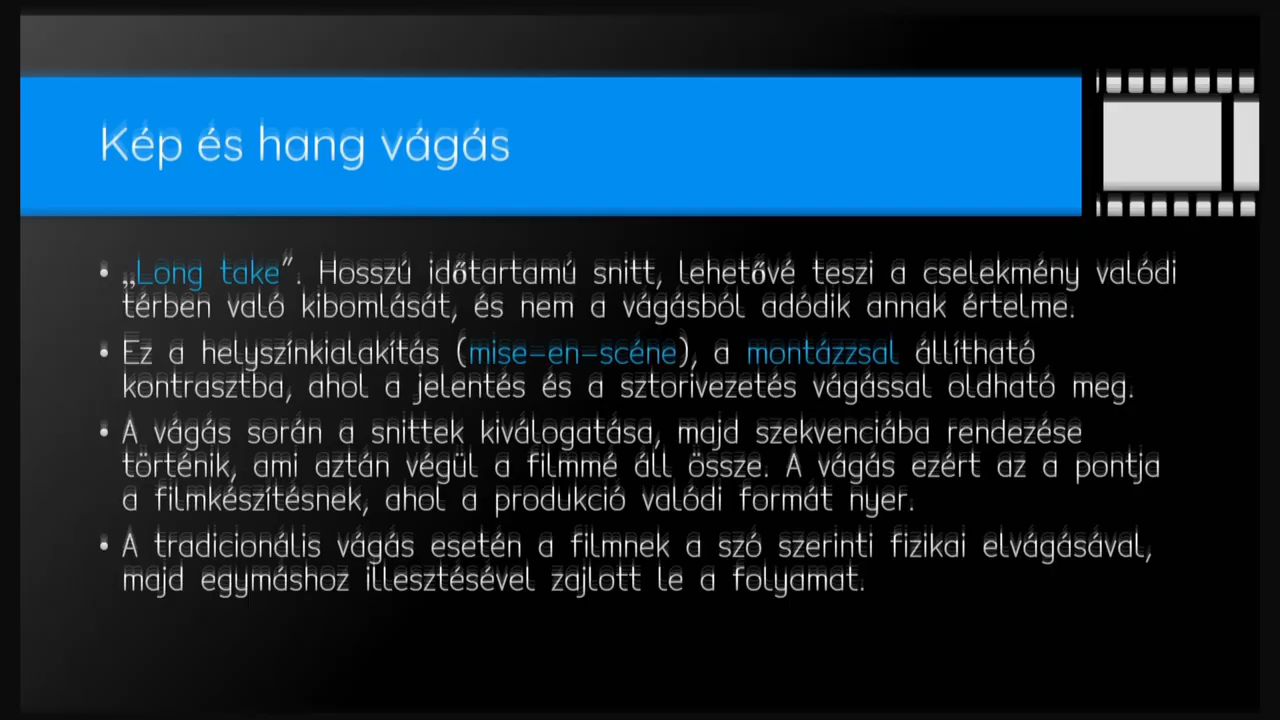 Kép és hang vágás
• „Long take”. Hosszú időtartamú snitt, lehetővé teszi a cselekmény valódi
térben való kibomlását, és nem a vágásból adódik annak értelme.
• Ez a helyszínkialakítás (mise-en-scéne), a montázzsal állítható
kontrasztba, ahol a jelentés és a sztorivezetés vágással oldható meg.
• A vágás során a snittek kiválogatása, majd szekvenciába rendezése
történik, ami aztán végül a filmmé áll össze. A vágás ezért az a pontja
a filmkészítésnek, ahol a produkció valódi formát nyer.
• A tradicionális vágás esetén a filmnek a szó szerinti fizikai elvágásával,
majd egymáshoz illesztésével zajlott le a folyamat.